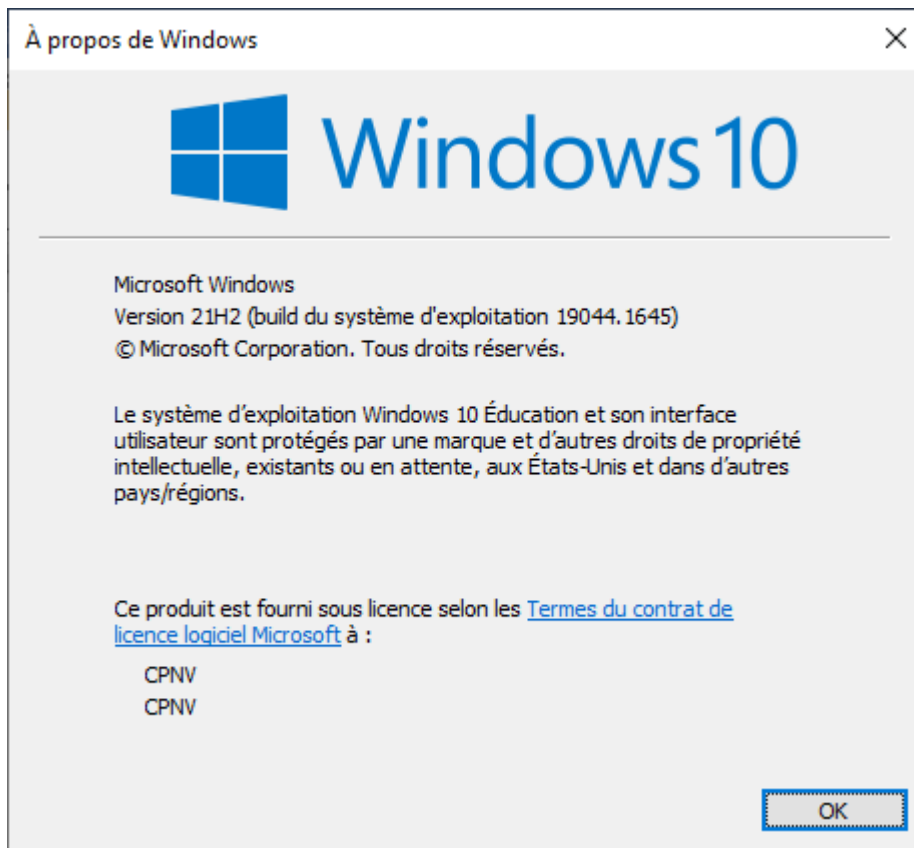 À propos de Windows
Windows 10
Microsoft Windows
Version 21H2 (build du système d'exploitation 19044.1645)
© Microsoft Corporation. Tous droits réservés.
Le système d’exploitation Windows 10 Éducation et son interface
utilisateur sont protégés par une marque et d’autres droits de propriété
intellectuelle, existants ou en attente, aux États-Unis et dans d’autres
pays/régions.
Ce produit est fourni sous licence selon les Termes du contrat de
licence logiciel Microsoft à :
CPNV
CPNV
OK